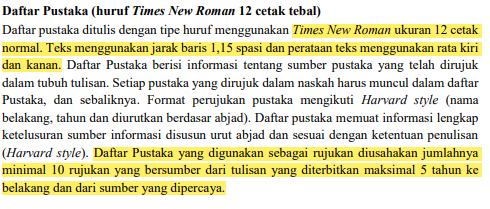 Daftar Pustaka (huruf Times New Roman 12 cetak tebal)
Daftar pustaka ditulis dengan tipe huruf menggunakan Times New Roman ukuran 12 cetak
normal. Teks menggunakan jarak baris 1,15 spasi dan perataan teks menggunakan rata kiri
dan kanan. Daftar Pustaka berisi informasi tentang sumber pustaka yang telah dirujuk
dalam tubuh tulisan. Setiap pustaka yang dirujuk dalam naskah harus muncul dalam daftar
Pustaka, dan sebaliknya. Format perujukan pustaka mengikuti Harvard style (nama
belakang, tahun dan diurutkan berdasar abjad). Daftar pustaka memuat informasi lengkap
ketelusuran sumber informasi disusun urut abjad dan sesuai dengan ketentuan penulisan
(Harvard style). Daftar Pustaka yang digunakan sebagai rujukan diusahakan jumlahnya
minimal 10 rujukan yang bersumber dari tulisan yang diterbitkan maksimal 5 tahun ke
belakang dan dari sumber yang dipercaya.